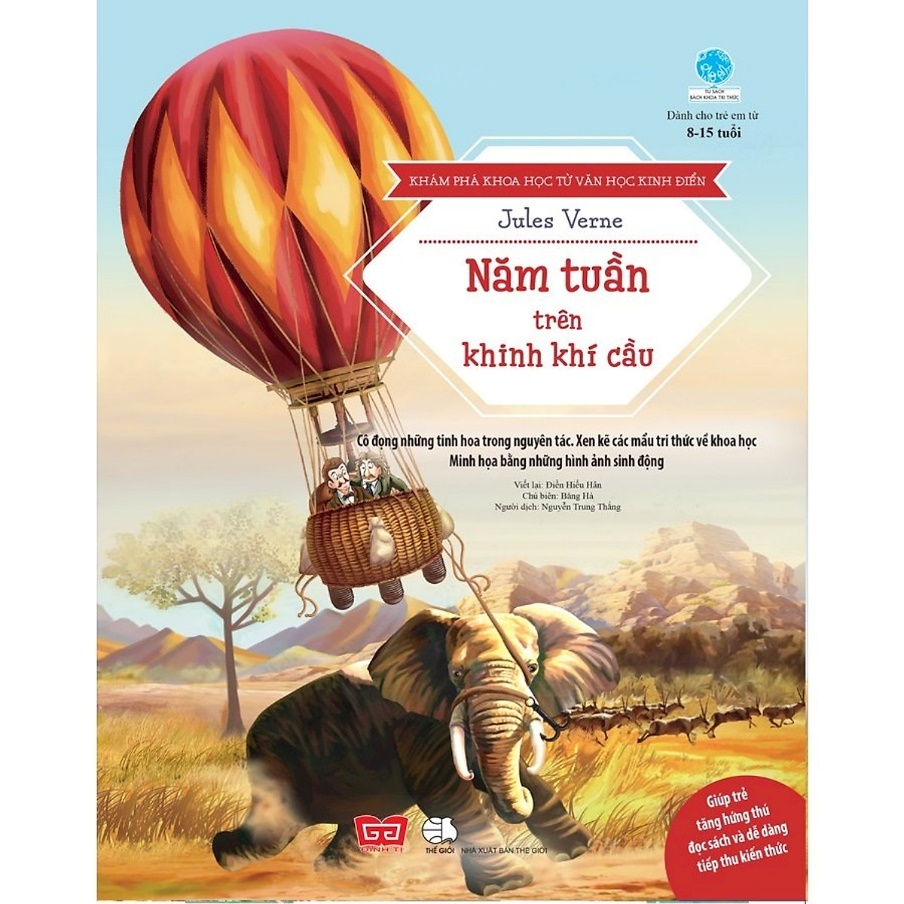 TỦ SÁCH
BÁCH KHOA TRI THỨC
Dành cho trẻ em từ
8-15 tuổi
KHÁM PHÁ KHOA HỌC TỪ VĂN HỌC KINH ĐIỂN
Jules Verne
Năm tuần
trên
khinh khí cầu
Cô đọng những tinh hoa trong nguyên tác. Xen kẽ các mẩu tri thức về khoa học
Minh họa bằng những hình ảnh sinh động
Viết lại: Điền Hiểu Hân
Chủ biên: Băng Hà
Người dịch: Nguyễn Trung Thắng
Giúp trẻ
tăng hứng thú
đọc sách và dễ dàng
tiếp thu kiến thức
ĐINH TỊ
THẾ GIỚI
NHÀ XUẤT BẢN THẾ GIỚI